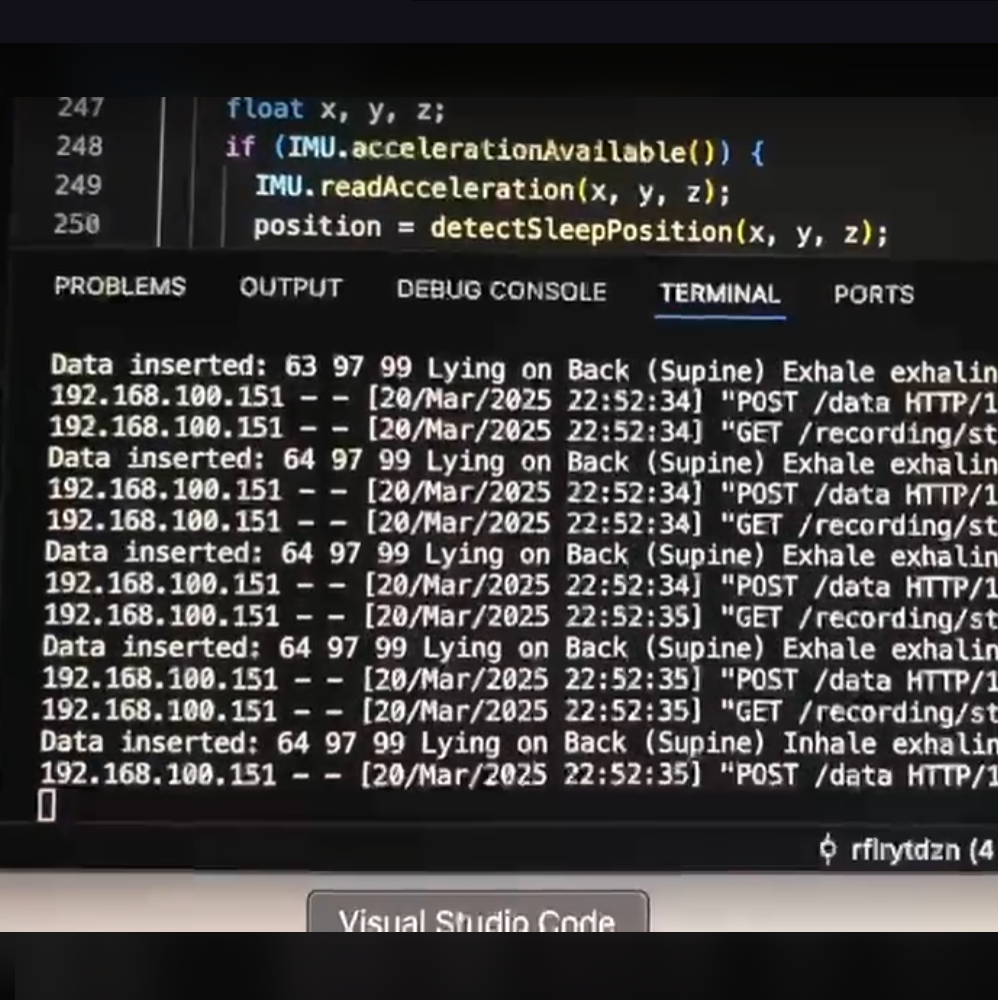 247 float x, y, z;
248 if (IMU.accelerationAvailable()) {
249 IMU.readAcceleration(x, y, z);
250 position = detectSleepPosition(x, y, z);
PROBLEMS OUTPUT DEBUG CONSOLE TERMINAL PORTS
Data inserted: 63 97 99 Lying on Back (Supine) Exhale exhalin
192.168.100.151 - - [20/Mar/2025 22:52:34] "POST /data HTTP/1
192.168.100.151 - - [20/Mar/2025 22:52:34] "GET /recording/st
Data inserted: 64 97 99 Lying on Back (Supine) Exhale exhalin
192.168.100.151 - - [20/Mar/2025 22:52:34] "POST /data HTTP/1
192.168.100.151 - - [20/Mar/2025 22:52:34] "GET /recording/st
Data inserted: 64 97 99 Lying on Back (Supine) Exhale exhalin
192.168.100.151 - - [20/Mar/2025 22:52:34] "POST /data HTTP/1
192.168.100.151 - - [20/Mar/2025 22:52:35] "GET /recording/st
Data inserted: 64 97 99 Lying on Back (Supine) Exhale exhalin
192.168.100.151 - - [20/Mar/2025 22:52:35] "POST /data HTTP/1
192.168.100.151 - - [20/Mar/2025 22:52:35] "GET /recording/st
Data inserted: 64 97 99 Lying on Back (Supine) Inhale exhalin
192.168.100.151 - - [20/Mar/2025 22:52:35] "POST /data HTTP/1
rflrytdzn (4
Visual Studio Code